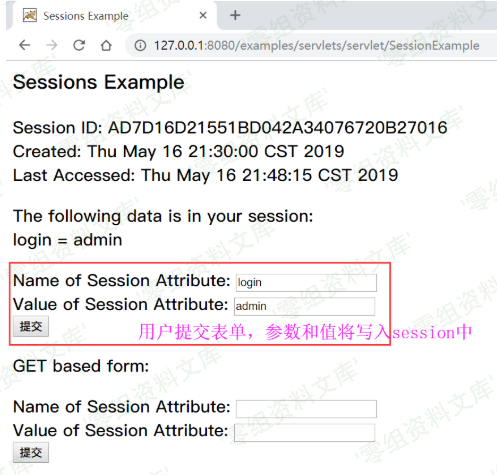 Sessions Example
127.0.0.1:8080/examples/servlets/servlet/SessionExample
Sessions Example
Session ID: AD7D16D21551BD042A34076720B27016
Created: Thu May 16 21:30:00 CST 2019
Last Accessed: Thu May 16 21:48:15 CST 2019
The following data is in your session:
login = admin
Name of Session Attribute: login
Value of Session Attribute: admin
提交
用户提交表单，参数和值将写入session中
GET based form:
Name of Session Attribute:
Value of Session Attribute:
提交
零组资料文库